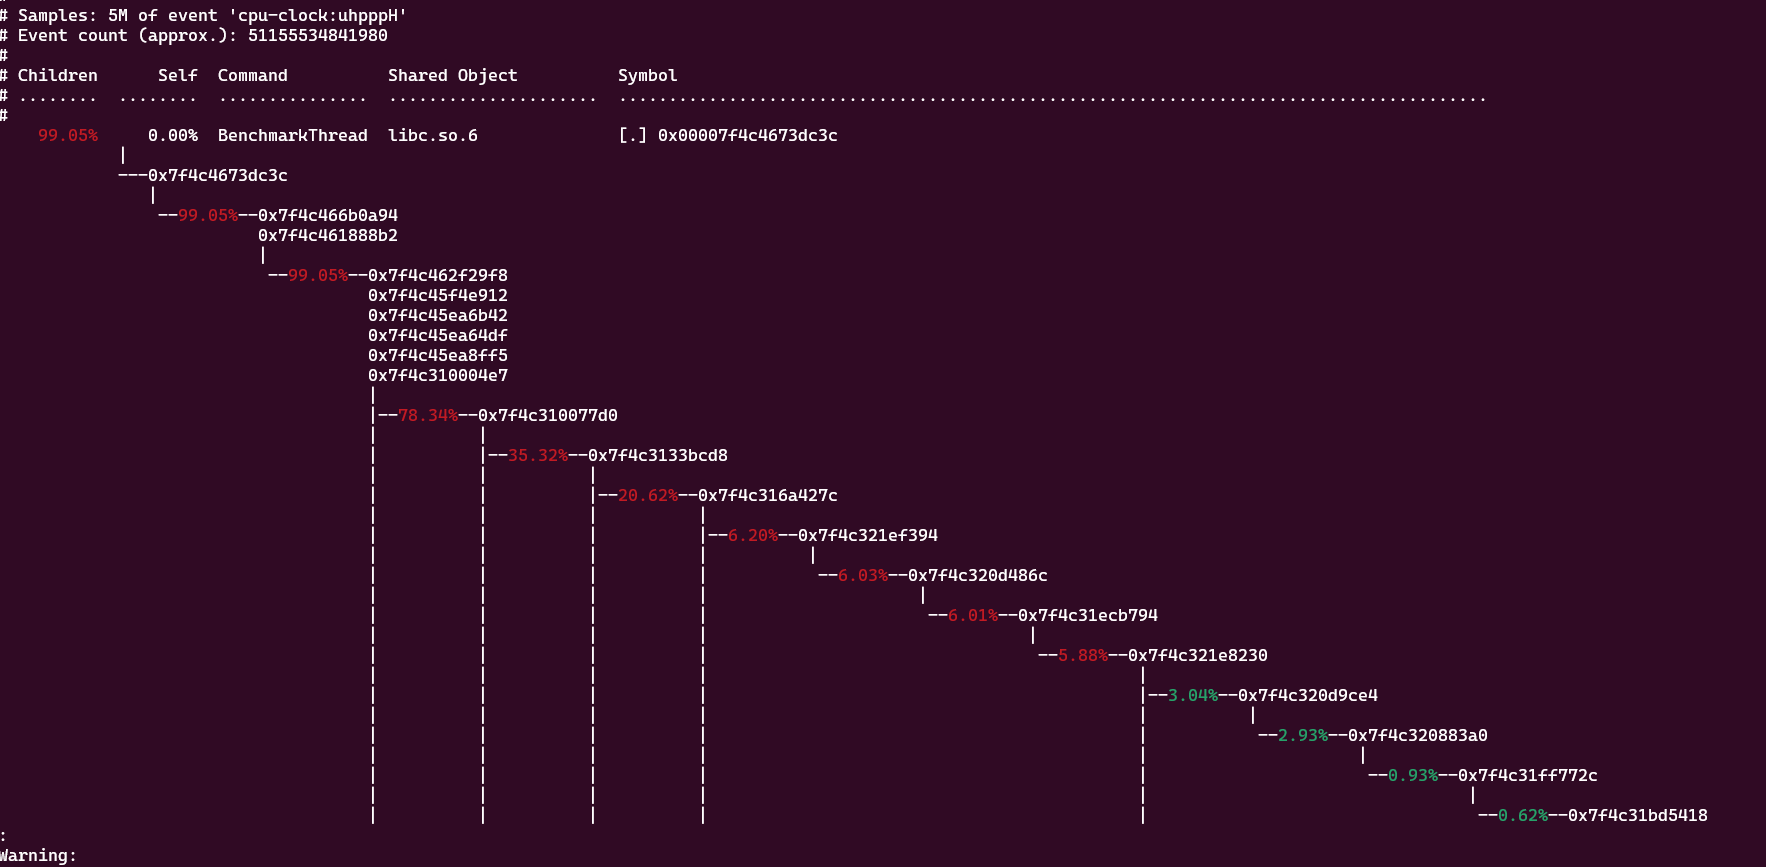 # Samples: 5M of event 'cpu-clock:uhpppH'
# Event count (approx.): 51155534841980
#
# Children      Self  Command          Shared Object          Symbol
# ........  ........  ...............  .....................  .......................................................................................
#
    99.05%     0.00%  BenchmarkThread  libc.so.6              [.] 0x00007f4c4673dc3c
            |
            ---0x7f4c4673dc3c
               |
                --99.05%--0x7f4c466b0a94
                          0x7f4c461888b2
                          |
                           --99.05%--0x7f4c462f29f8
                                     0x7f4c45f4e912
                                     0x7f4c45ea6b42
                                     0x7f4c45ea64df
                                     0x7f4c45ea8ff5
                                     0x7f4c310004e7
                                     |
                                     |--78.34%--0x7f4c310077d0
                                     |          |
                                     |          |--35.32%--0x7f4c3133bcd8
                                     |          |          |
                                     |          |          |--20.62%--0x7f4c316a427c
                                     |          |          |          |
                                     |          |          |          |--6.20%--0x7f4c321ef394
                                     |          |          |          |          |
                                     |          |          |          |           --6.03%--0x7f4c320d486c
                                     |          |          |          |                     |
                                     |          |          |          |                      --6.01%--0x7f4c31ecb794
                                     |          |          |          |                                |
                                     |          |          |          |                                 --5.88%--0x7f4c321e8230
                                     |          |          |          |                                           |
                                     |          |          |          |                                           |--3.04%--0x7f4c320d9ce4
                                     |          |          |          |                                           |          |
                                     |          |          |          |                                           |           --2.93%--0x7f4c320883a0
                                     |          |          |          |                                           |                     |
                                     |          |          |          |                                           |                      --0.93%--0x7f4c31ff772c
                                     |          |          |          |                                           |                                |
                                     |          |          |          |                                           |                                 --0.62%--0x7f4c31bd5418
:
Warning: